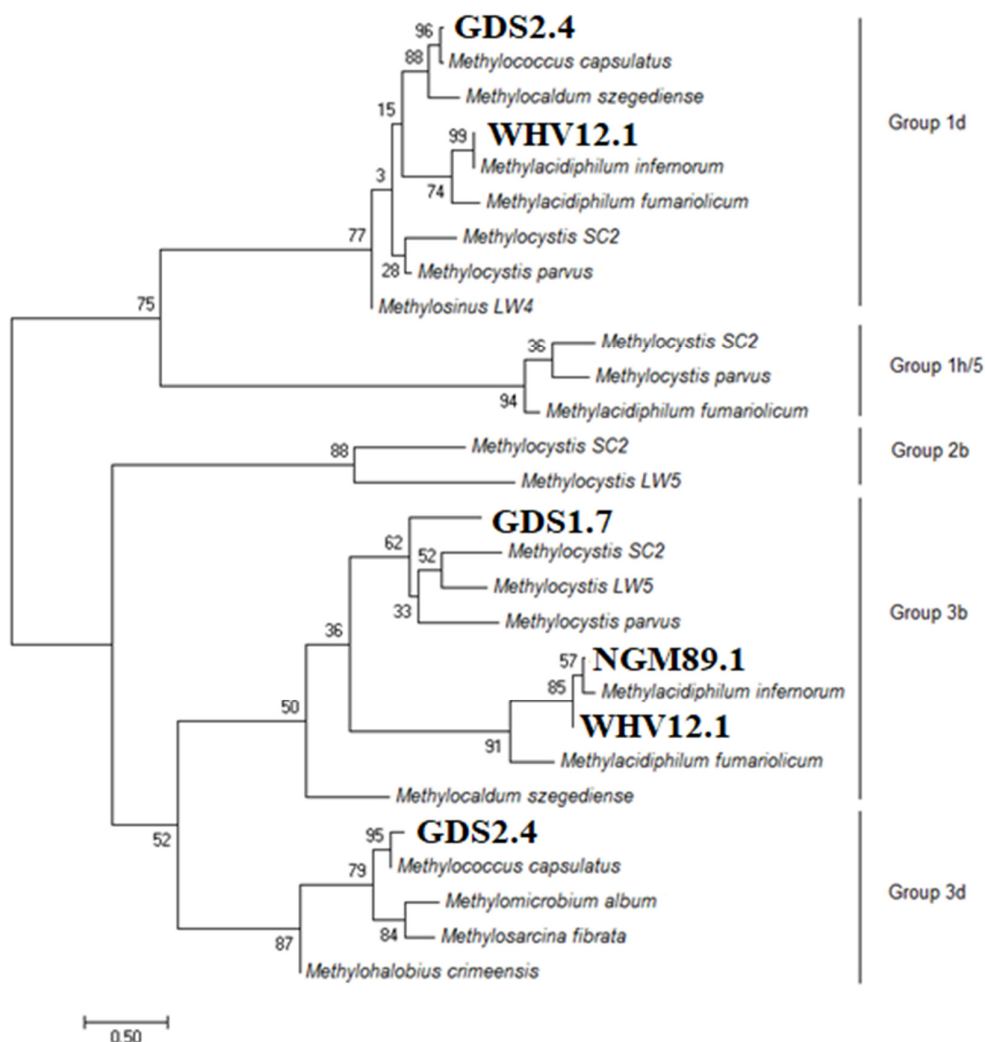 GDS2.4
96
Methylococcus capsulatus
88
Methylocaldum szegediense
15
WHV12.1
99
Methylacidiphilum infernorum
Group 1d
3
74
Methylacidiphilum fumariolicum
77
Methylocystis SC2
28
Methylocystis parvus
75
Methylosinus LW4
36
Methylocystis SC2
Group 1h/5
Methylocystis parvus
94
Methylacidiphilum fumariolicum
88
Methylocystis SC2
Group 2b
Methylocystis LW5
GDS1.7
62
52
Methylocystis SC2
Methylocystis LW5
33
Methylocystis parvus
Group 3b
36
57
NGM89.1
85
Methylacidiphilum infernorum
50
WHV12.1
91
Methylacidiphilum fumariolicum
Methylocaldum szegediense
52
95
GDS2.4
79
Methylococcus capsulatus
Group 3d
Methylomicrobium album
84
Methylosarcina fibrata
87
Methylohalobius crimeensis
0.50